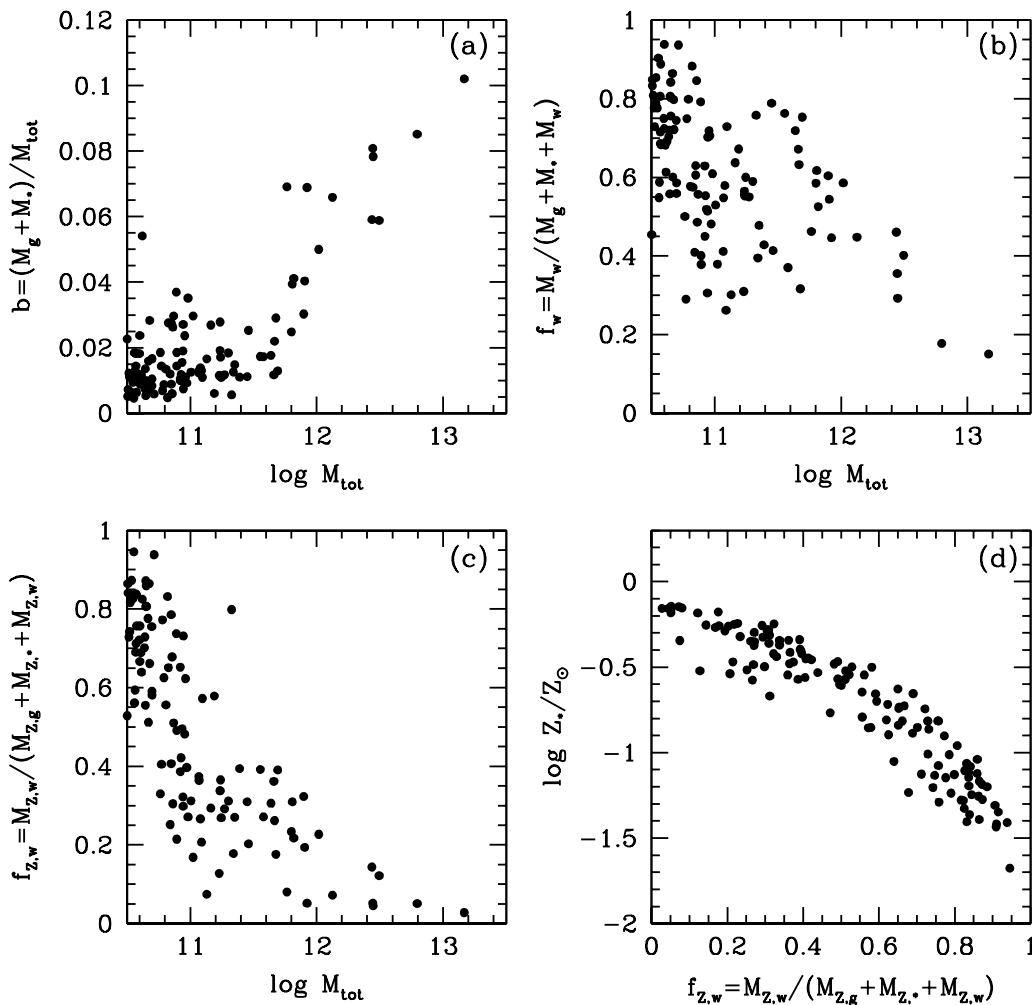 (a)
0.12
0.1
0.08
0.06
0.04
0.02
0
b=(M_g+M_*)/M_tot
11 12 13
log M_tot
(b)
1
0.8
0.6
0.4
0.2
0
f_w=M_w/(M_g+M_*+M_w)
11 12 13
log M_tot
(c)
1
0.8
0.6
0.4
0.2
0
f_Z,w=M_Z,w/(M_Z,g+M_Z,*+M_Z,w)
11 12 13
log M_tot
(d)
0
−0.5
−1
−1.5
−2
log Z_*/Z_⊙
0 0.2 0.4 0.6 0.8 1
f_Z,w=M_Z,w/(M_Z,g+M_Z,*+M_Z,w)